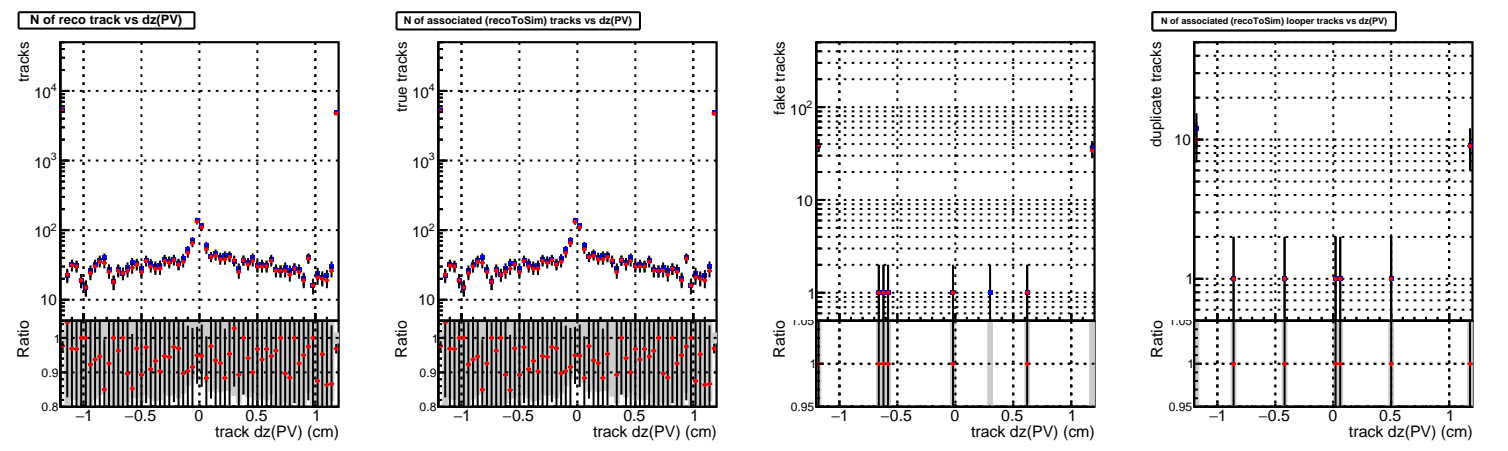 N of reco track vs dz(PV)
tracks
10^4
10^3
10^2
10
Ratio
1
0.9
0.8
−1 −0.5 0 0.5 1
track dz(PV) (cm)
N of associated (recoToSim) tracks vs dz(PV)
true tracks
10^4
10^3
10^2
10
Ratio
1
0.9
0.8
−1 −0.5 0 0.5 1
track dz(PV) (cm)
fake tracks
10^2
10
1
Ratio
1.05
1
0.95
−1 −0.5 0 0.5 1
track dz(PV) (cm)
N of associated (recoToSim) looper tracks vs dz(PV)
duplicate tracks
10
1
Ratio
1.05
1
0.95
−1 −0.5 0 0.5 1
track dz(PV) (cm)